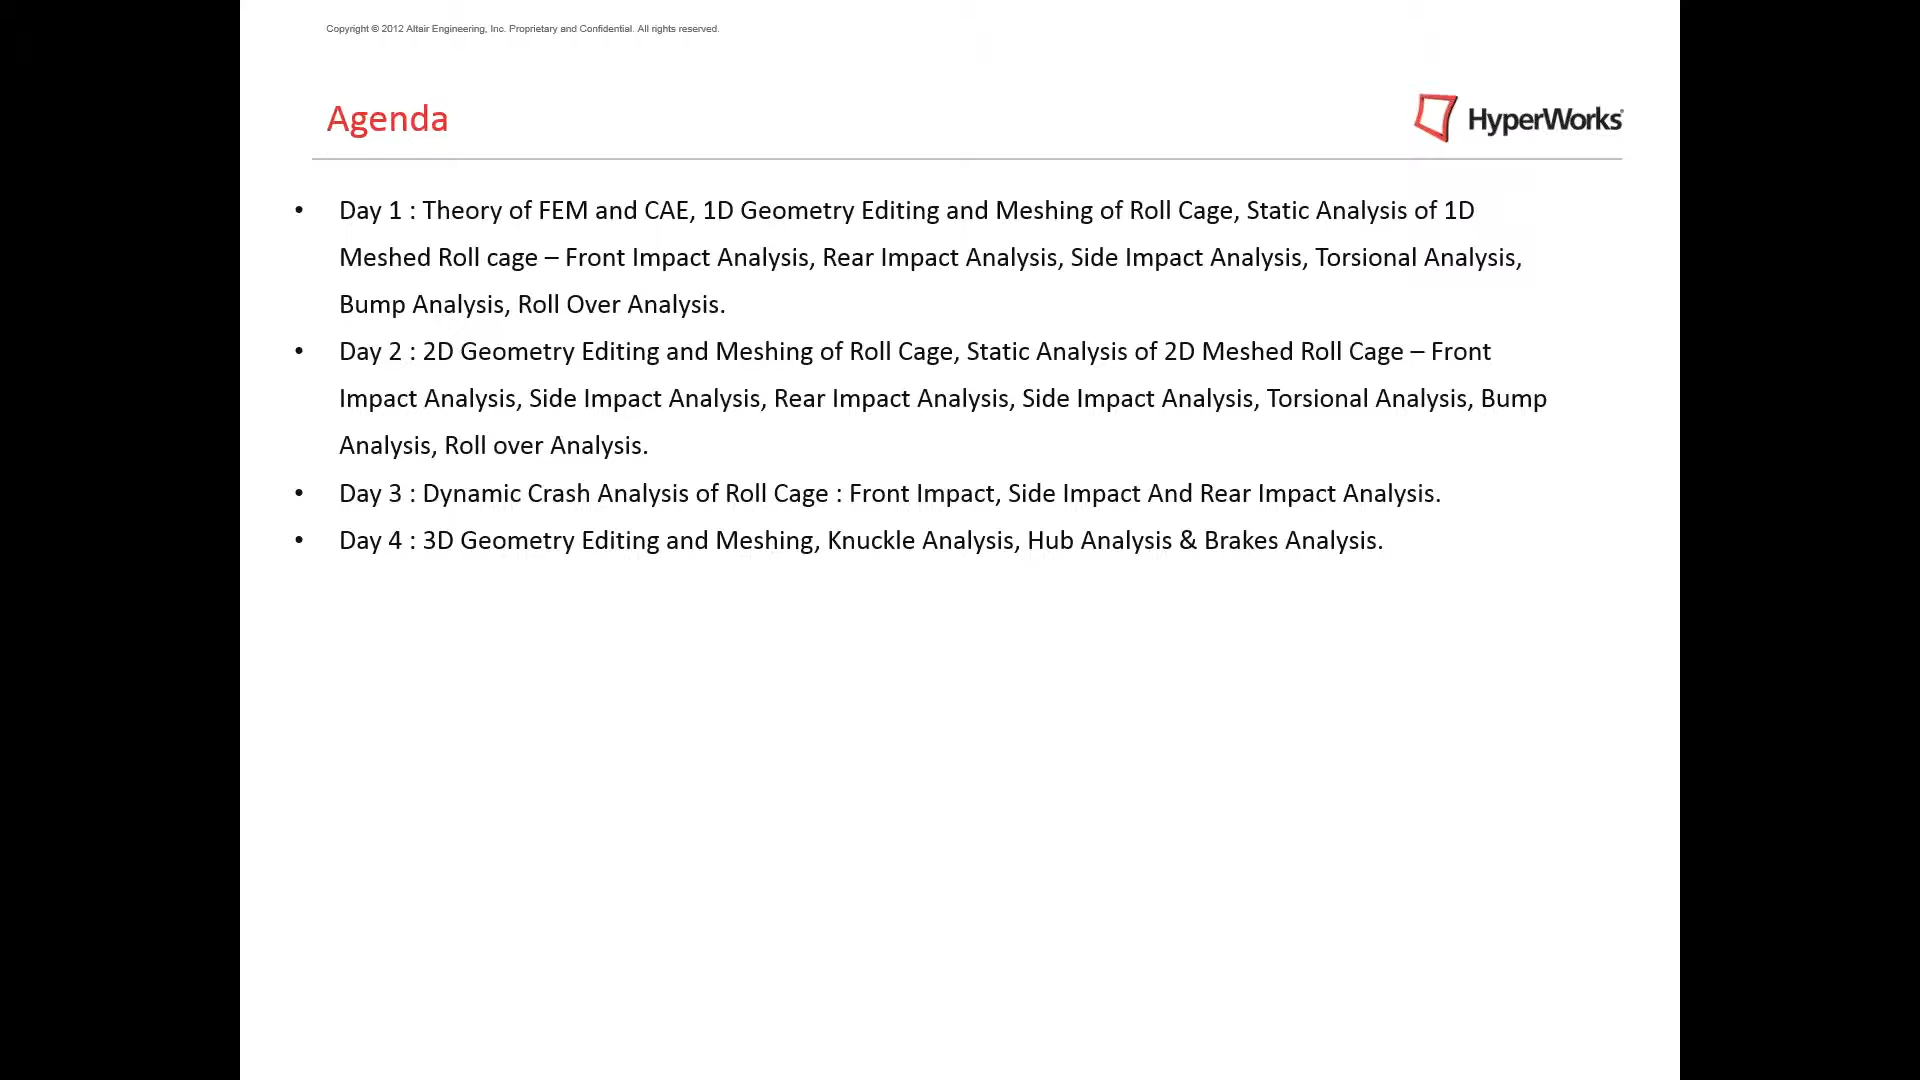 Copyright © 2012 Altair Engineering, Inc. Proprietary and Confidential. All rights reserved.
Agenda
HyperWorks
• Day 1 : Theory of FEM and CAE, 1D Geometry Editing and Meshing of Roll Cage, Static Analysis of 1D
Meshed Roll cage – Front Impact Analysis, Rear Impact Analysis, Side Impact Analysis, Torsional Analysis,
Bump Analysis, Roll Over Analysis.
• Day 2 : 2D Geometry Editing and Meshing of Roll Cage, Static Analysis of 2D Meshed Roll Cage – Front
Impact Analysis, Side Impact Analysis, Rear Impact Analysis, Side Impact Analysis, Torsional Analysis, Bump
Analysis, Roll over Analysis.
• Day 3 : Dynamic Crash Analysis of Roll Cage : Front Impact, Side Impact And Rear Impact Analysis.
• Day 4 : 3D Geometry Editing and Meshing, Knuckle Analysis, Hub Analysis & Brakes Analysis.